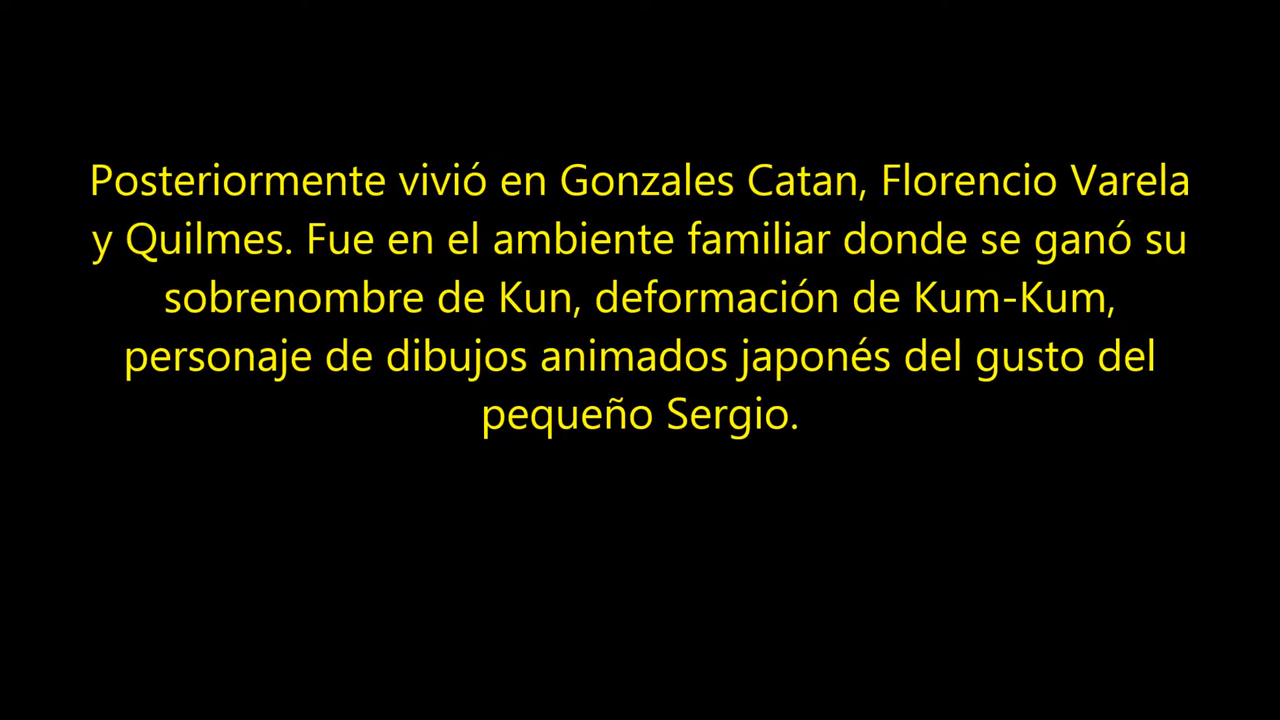 Posteriormente vivió en Gonzales Catan, Florencio Varela
y Quilmes. Fue en el ambiente familiar donde se ganó su
sobrenombre de Kun, deformación de Kum-Kum,
personaje de dibujos animados japonés del gusto del
pequeño Sergio.